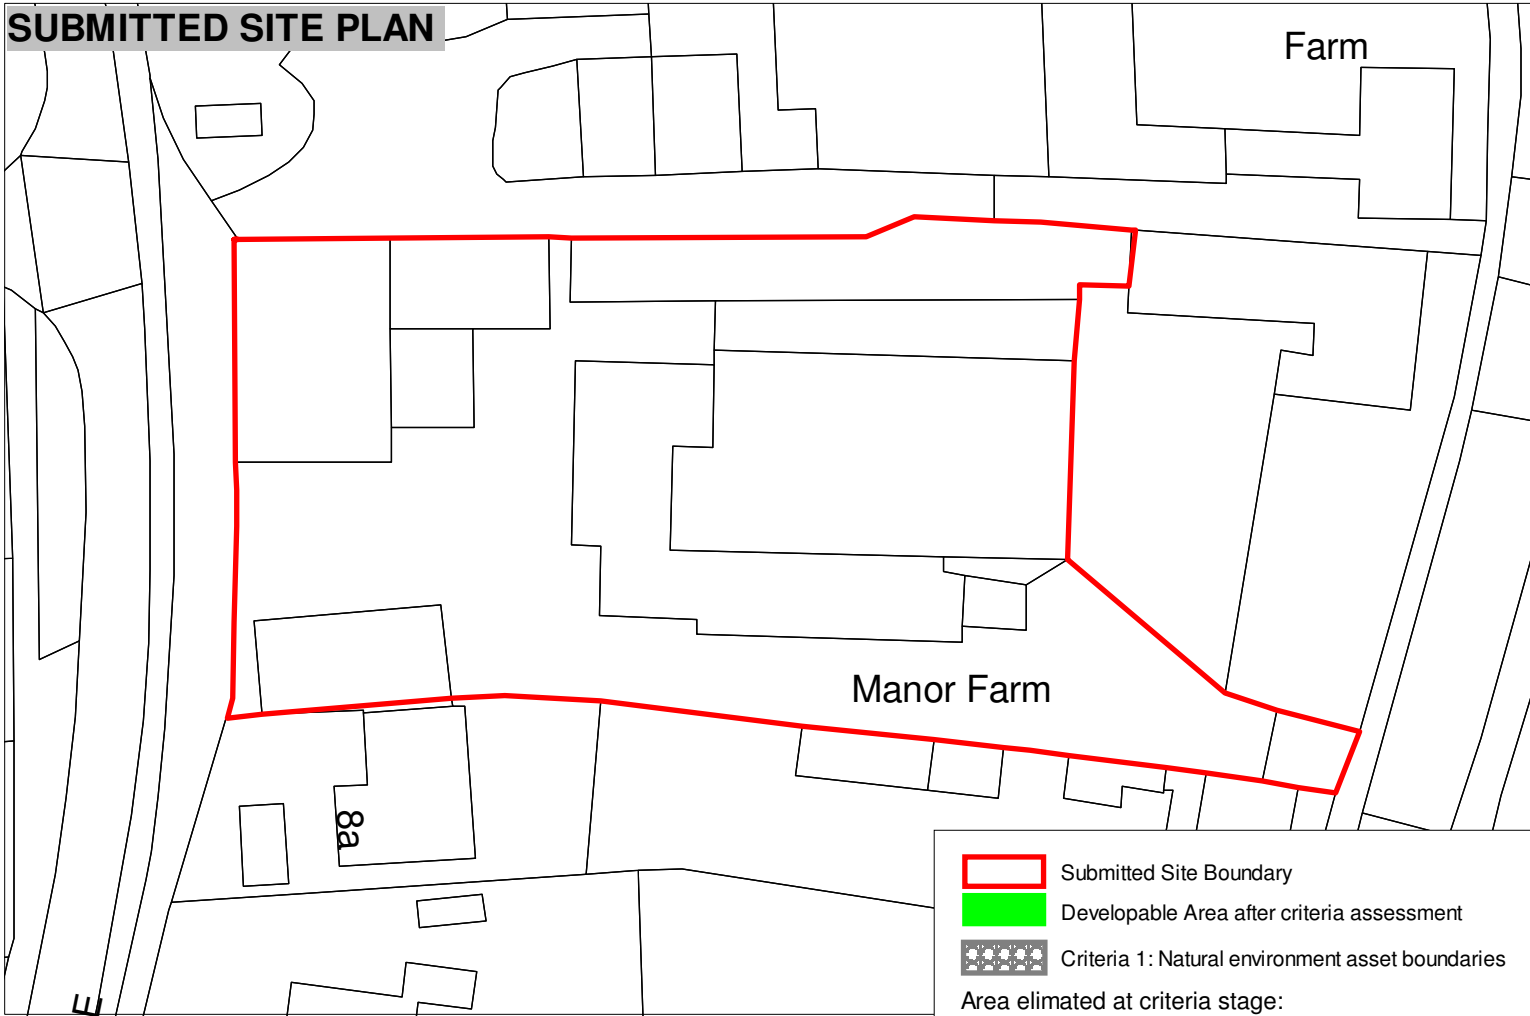 SUBMITTED SITE PLAN
Farm
Manor Farm
8a
E
Submitted Site Boundary
Developable Area after criteria assessment
Criteria 1: Natural environment asset boundaries
Area elimated at criteria stage: